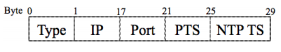 Byte 0 1 17 21 25 29
Type IP Port PTS NTP TS